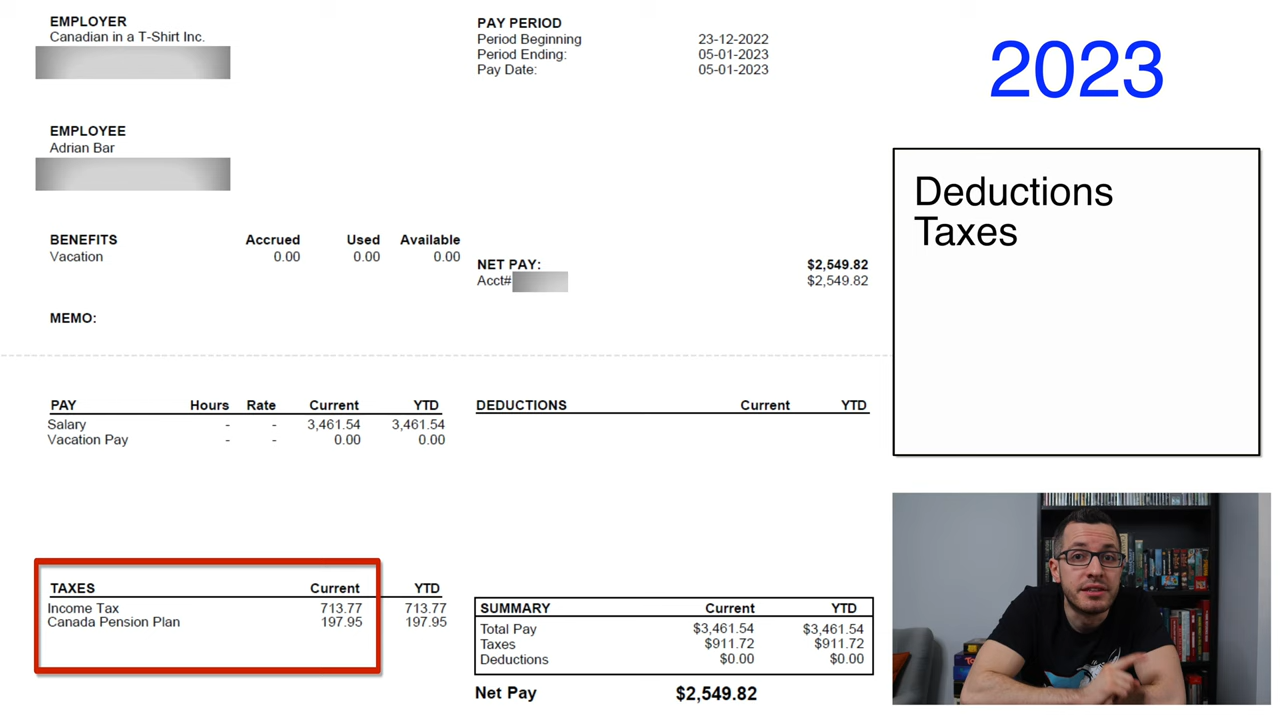 EMPLOYER
Canadian in a T-Shirt Inc.
PAY PERIOD
Period Beginning 23-12-2022
Period Ending: 05-01-2023
Pay Date: 05-01-2023
2023
EMPLOYEE
Adrian Bar
Deductions
Taxes
BENEFITS Accrued Used Available
Vacation 0.00 0.00 0.00
NET PAY: $2,549.82
Acct# $2,549.82
MEMO:
PAY Hours Rate Current YTD
Salary - - 3,461.54 3,461.54
Vacation Pay - - 0.00 0.00
DEDUCTIONS Current YTD
TAXES Current YTD
Income Tax 713.77 713.77
Canada Pension Plan 197.95 197.95
SUMMARY Current YTD
Total Pay $3,461.54 $3,461.54
Taxes $911.72 $911.72
Deductions $0.00 $0.00
Net Pay $2,549.82